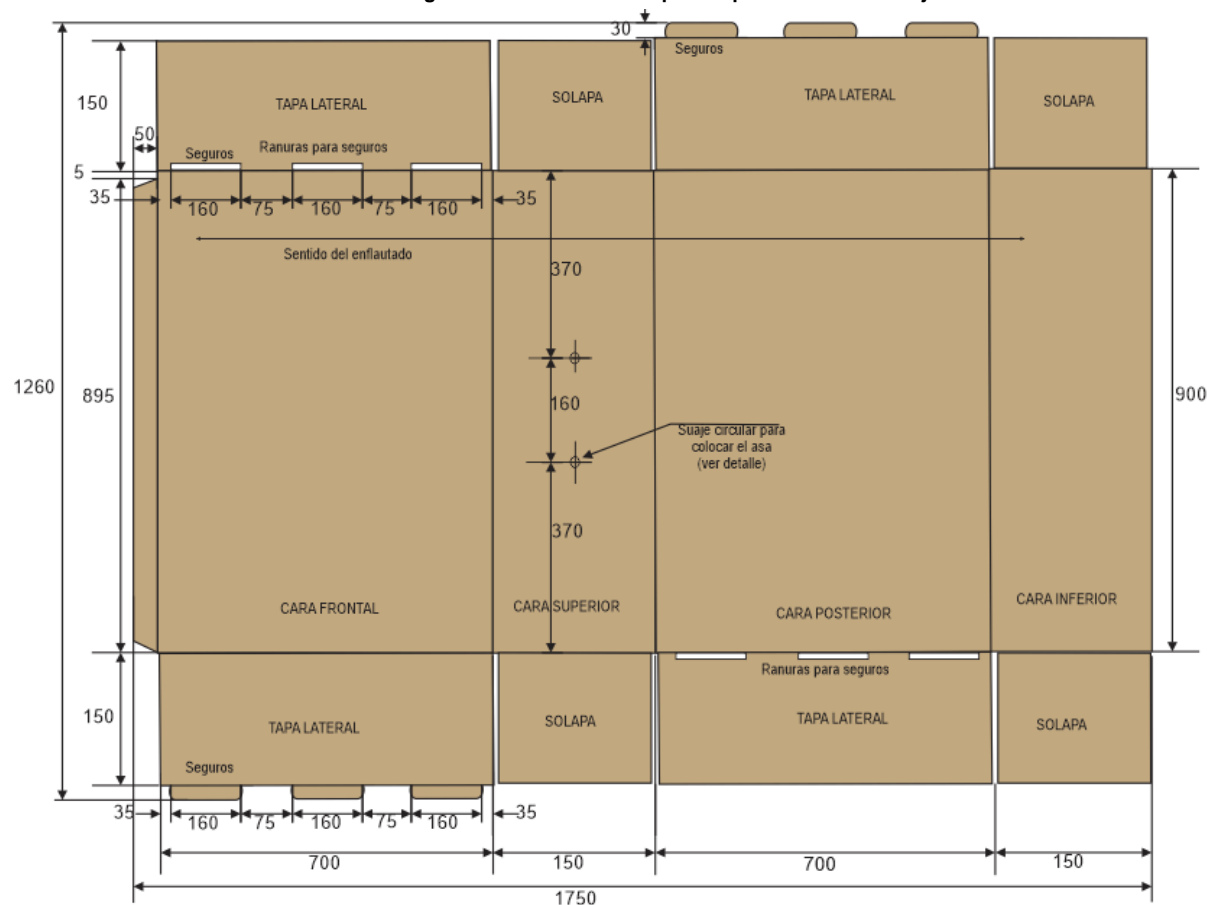 30
Seguros
150
TAPA LATERAL
SOLAPA
TAPA LATERAL
SOLAPA
50
Seguros
Ranuras para seguros
5
35
160
75
160
75
160
35
Sentido del enflautado
370
1260
895
160
900
Suaje circular para
colocar el asa
(ver detalle)
370
CARA FRONTAL
CARA SUPERIOR
CARA POSTERIOR
CARA INFERIOR
Ranuras para seguros
150
TAPA LATERAL
SOLAPA
TAPA LATERAL
SOLAPA
Seguros
35
160
75
160
75
160
35
700
150
700
150
1750